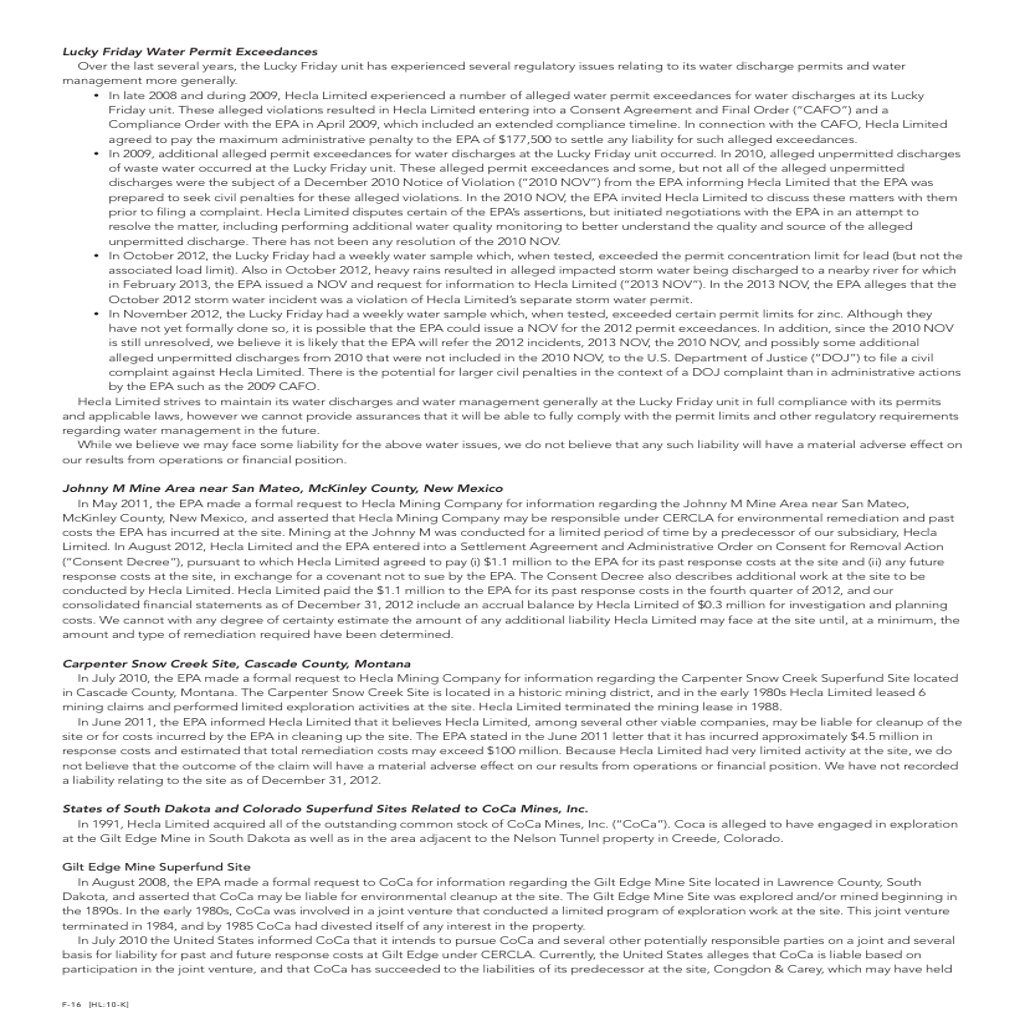 Lucky Friday Water Permit Exceedances
Over the last several years, the Lucky Friday unit has experienced several regulatory issues relating to its water discharge permits and water
management more generally.
• In late 2008 and during 2009, Hecla Limited experienced a number of alleged water permit exceedances for water discharges at its Lucky
Friday unit. These alleged violations resulted in Hecla Limited entering into a Consent Agreement and Final Order (“CAFO”) and a
Compliance Order with the EPA in April 2009, which included an extended compliance timeline. In connection with the CAFO, Hecla Limited
agreed to pay the maximum administrative penalty to the EPA of $177,500 to settle any liability for such alleged exceedances.
• In 2009, additional alleged permit exceedances for water discharges at the Lucky Friday unit occurred. In 2010, alleged unpermitted discharges
of waste water occurred at the Lucky Friday unit. These alleged permit exceedances and some, but not all of the alleged unpermitted
discharges were the subject of a December 2010 Notice of Violation (“2010 NOV”) from the EPA informing Hecla Limited that the EPA was
prepared to seek civil penalties for these alleged violations. In the 2010 NOV, the EPA invited Hecla Limited to discuss these matters with them
prior to filing a complaint. Hecla Limited disputes certain of the EPA’s assertions, but initiated negotiations with the EPA in an attempt to
resolve the matter, including performing additional water quality monitoring to better understand the quality and source of the alleged
unpermitted discharge. There has not been any resolution of the 2010 NOV.
• In October 2012, the Lucky Friday had a weekly water sample which, when tested, exceeded the permit concentration limit for lead (but not the
associated load limit). Also in October 2012, heavy rains resulted in alleged impacted storm water being discharged to a nearby river for which
in February 2013, the EPA issued a NOV and request for information to Hecla Limited (“2013 NOV”). In the 2013 NOV, the EPA alleges that the
October 2012 storm water incident was a violation of Hecla Limited’s separate storm water permit.
• In November 2012, the Lucky Friday had a weekly water sample which, when tested, exceeded certain permit limits for zinc. Although they
have not yet formally done so, it is possible that the EPA could issue a NOV for the 2012 permit exceedances. In addition, since the 2010 NOV
is still unresolved, we believe it is likely that the EPA will refer the 2012 incidents, 2013 NOV, the 2010 NOV, and possibly some additional
alleged unpermitted discharges from 2010 that were not included in the 2010 NOV, to the U.S. Department of Justice (“DOJ”) to file a civil
complaint against Hecla Limited. There is the potential for larger civil penalties in the context of a DOJ complaint than in administrative actions
by the EPA such as the 2009 CAFO.
Hecla Limited strives to maintain its water discharges and water management generally at the Lucky Friday unit in full compliance with its permits
and applicable laws, however we cannot provide assurances that it will be able to fully comply with the permit limits and other regulatory requirements
regarding water management in the future.
While we believe we may face some liability for the above water issues, we do not believe that any such liability will have a material adverse effect on
our results from operations or financial position.
Johnny M Mine Area near San Mateo, McKinley County, New Mexico
In May 2011, the EPA made a formal request to Hecla Mining Company for information regarding the Johnny M Mine Area near San Mateo,
McKinley County, New Mexico, and asserted that Hecla Mining Company may be responsible under CERCLA for environmental remediation and past
costs the EPA has incurred at the site. Mining at the Johnny M was conducted for a limited period of time by a predecessor of our subsidiary, Hecla
Limited. In August 2012, Hecla Limited and the EPA entered into a Settlement Agreement and Administrative Order on Consent for Removal Action
(“Consent Decree”), pursuant to which Hecla Limited agreed to pay (i) $1.1 million to the EPA for its past response costs at the site and (ii) any future
response costs at the site, in exchange for a covenant not to sue by the EPA. The Consent Decree also describes additional work at the site to be
conducted by Hecla Limited. Hecla Limited paid the $1.1 million to the EPA for its past response costs in the fourth quarter of 2012, and our
consolidated financial statements as of December 31, 2012 include an accrual balance by Hecla Limited of $0.3 million for investigation and planning
costs. We cannot with any degree of certainty estimate the amount of any additional liability Hecla Limited may face at the site until, at a minimum, the
amount and type of remediation required have been determined.
Carpenter Snow Creek Site, Cascade County, Montana
In July 2010, the EPA made a formal request to Hecla Mining Company for information regarding the Carpenter Snow Creek Superfund Site located
in Cascade County, Montana. The Carpenter Snow Creek Site is located in a historic mining district, and in the early 1980s Hecla Limited leased 6
mining claims and performed limited exploration activities at the site. Hecla Limited terminated the mining lease in 1988.
In June 2011, the EPA informed Hecla Limited that it believes Hecla Limited, among several other viable companies, may be liable for cleanup of the
site or for costs incurred by the EPA in cleaning up the site. The EPA stated in the June 2011 letter that it has incurred approximately $4.5 million in
response costs and estimated that total remediation costs may exceed $100 million. Because Hecla Limited had very limited activity at the site, we do
not believe that the outcome of the claim will have a material adverse effect on our results from operations or financial position. We have not recorded
a liability relating to the site as of December 31, 2012.
States of South Dakota and Colorado Superfund Sites Related to CoCa Mines, Inc.
In 1991, Hecla Limited acquired all of the outstanding common stock of CoCa Mines, Inc. (“CoCa”). Coca is alleged to have engaged in exploration
at the Gilt Edge Mine in South Dakota as well as in the area adjacent to the Nelson Tunnel property in Creede, Colorado.
Gilt Edge Mine Superfund Site
In August 2008, the EPA made a formal request to CoCa for information regarding the Gilt Edge Mine Site located in Lawrence County, South
Dakota, and asserted that CoCa may be liable for environmental cleanup at the site. The Gilt Edge Mine Site was explored and/or mined beginning in
the 1890s. In the early 1980s, CoCa was involved in a joint venture that conducted a limited program of exploration work at the site. This joint venture
terminated in 1984, and by 1985 CoCa had divested itself of any interest in the property.
In July 2010 the United States informed CoCa that it intends to pursue CoCa and several other potentially responsible parties on a joint and several
basis for liability for past and future response costs at Gilt Edge under CERCLA. Currently, the United States alleges that CoCa is liable based on
participation in the joint venture, and that CoCa has succeeded to the liabilities of its predecessor at the site, Congdon & Carey, which may have held
F-16 [HL:10-K]